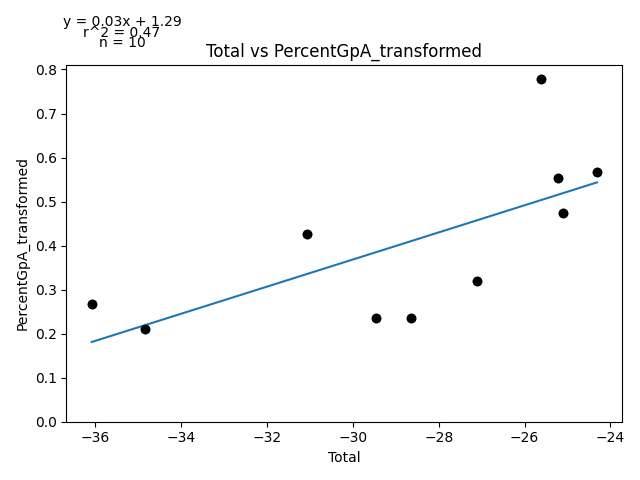 y = 0.03x + 1.29
r^2 = 0.47
n = 10
Total vs PercentGpA_transformed
0.8
0.7
0.6
0.5
0.4
0.3
0.2
0.1
0.0
PercentGpA_transformed
−36 −34 −32 −30 −28 −26 −24
Total